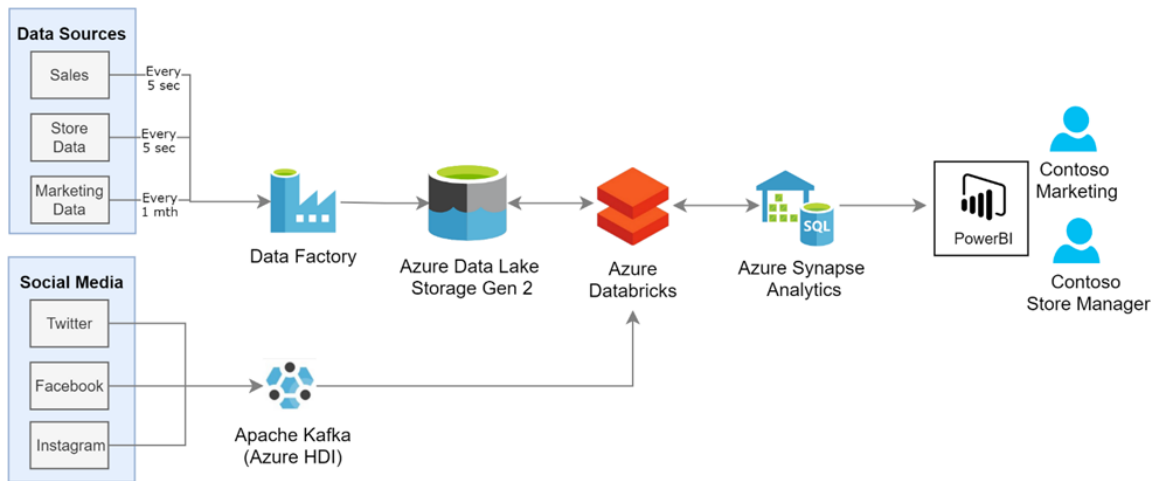 Data Sources
Sales
Every
5 sec
Store
Data
Every
5 sec
Marketing
Data
Every
1 mth
Data Factory
Azure Data Lake
Storage Gen 2
Azure
Databricks
SQL
Azure Synapse
Analytics
PowerBI
Contoso
Marketing
Contoso
Store Manager
Social Media
Twitter
Facebook
Instagram
Apache Kafka
(Azure HDI)